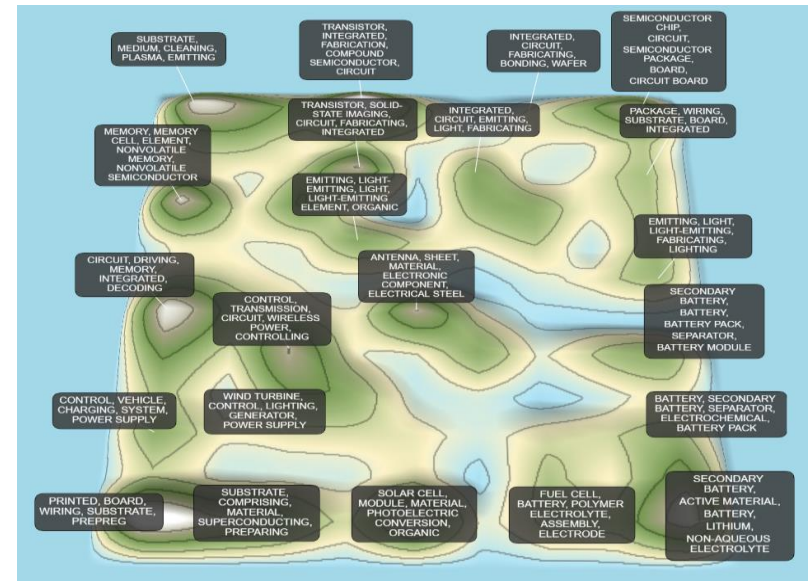 SUBSTRATE,
MEDIUM, CLEANING,
PLASMA, EMITTING
TRANSISTOR,
INTEGRATED,
FABRICATION,
COMPOUND
SEMICONDUCTOR,
CIRCUIT
INTEGRATED,
CIRCUIT,
FABRICATING,
BONDING, WAFER
SEMICONDUCTOR
CHIP,
CIRCUIT,
SEMICONDUCTOR
PACKAGE,
BOARD,
CIRCUIT BOARD
MEMORY, MEMORY
CELL, ELEMENT,
NONVOLATILE
MEMORY,
NONVOLATILE
SEMICONDUCTOR
TRANSISTOR, SOLID-
STATE IMAGING,
CIRCUIT, FABRICATING,
INTEGRATED
INTEGRATED,
CIRCUIT, EMITTING,
LIGHT, FABRICATING
PACKAGE, WIRING,
SUBSTRATE, BOARD,
INTEGRATED
EMITTING, LIGHT-
EMITTING, LIGHT,
LIGHT-EMITTING
ELEMENT, ORGANIC
EMITTING, LIGHT,
LIGHT-EMITTING,
FABRICATING,
LIGHTING
CIRCUIT, DRIVING,
MEMORY,
INTEGRATED,
DECODING
ANTENNA, SHEET,
MATERIAL,
ELECTRONIC
COMPONENT,
ELECTRICAL STEEL
CONTROL,
TRANSMISSION,
CIRCUIT, WIRELESS
POWER,
CONTROLLING
SECONDARY
BATTERY,
BATTERY,
BATTERY PACK,
SEPARATOR,
BATTERY MODULE
CONTROL, VEHICLE,
CHARGING, SYSTEM,
POWER SUPPLY
WIND TURBINE,
CONTROL, LIGHTING,
GENERATOR,
POWER SUPPLY
BATTERY, SECONDARY
BATTERY, SEPARATOR,
ELECTROCHEMICAL,
BATTERY PACK
PRINTED, BOARD,
WIRING, SUBSTRATE,
PREPREG
SUBSTRATE,
COMPRISING,
MATERIAL,
SUPERCONDUCTING,
PREPARING
SOLAR CELL,
MODULE, MATERIAL,
PHOTOELECTRIC
CONVERSION,
ORGANIC
FUEL CELL,
BATTERY, POLYMER
ELECTROLYTE,
ASSEMBLY,
ELECTRODE
SECONDARY
BATTERY,
ACTIVE MATERIAL,
BATTERY,
LITHIUM,
NON-AQUEOUS
ELECTROLYTE